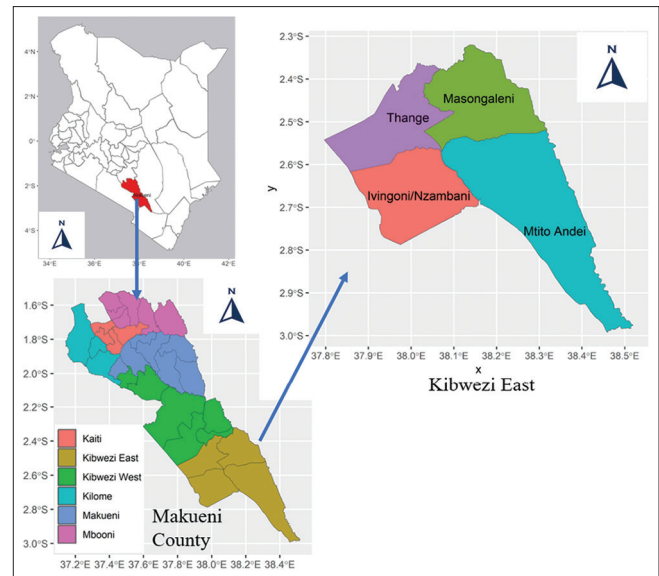 N
4°N
2°N
0°
2°S
4°S
34°E 36°E 38°E 40°E 42°E
N
2.3°S
2.4°S
2.5°S
2.6°S
2.7°S
2.8°S
2.9°S
3.0°S
y
Masongaleni
Thange
Ivingoni/Nzambani
Mtito Andei
37.8°E 37.9°E 38.0°E 38.1°E 38.2°E 38.3°E 38.4°E 38.5°E
x
Kibwezi East
N
1.6°S
1.8°S
2.0°S
2.2°S
2.4°S
2.6°S
2.8°S
3.0°S
Kaiti
Kibwezi East
Kibwezi West
Kilome
Makueni
Mbooni
Makueni
County
37.2°E 37.4°E 37.6°E 37.8°E 38.0°E 38.2°E 38.4°E